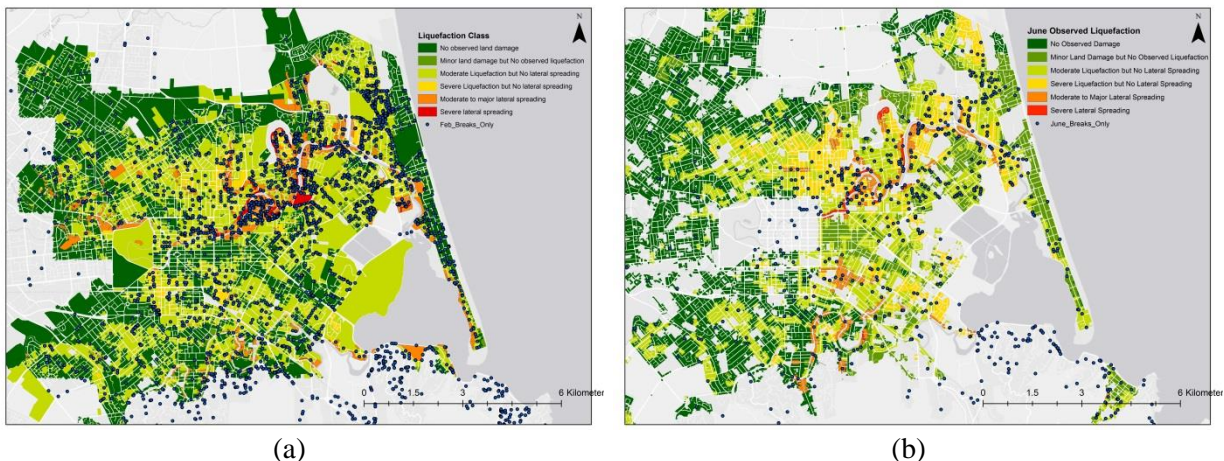 N
Liquefaction Class
No observed land damage
Minor land damage but No observed liquefaction
Moderate Liquefaction but No lateral spreading
Severe Liquefaction but No lateral spreading
Moderate to major lateral spreading
Severe lateral spreading
Feb_Breaks_Only
0 1.5 3 6 Kilometer
(a)
N
June Observed Liquefaction
No Observed Damage
Minor Land Damage but No Observed Liquefaction
Moderate Liquefaction but No Lateral Spreading
Severe Liquefaction but No Lateral Spreading
Moderate to Major Lateral Spreading
Severe Lateral Spreading
June_Breaks_Only
0 1.5 3 6 Kilometer
(b)